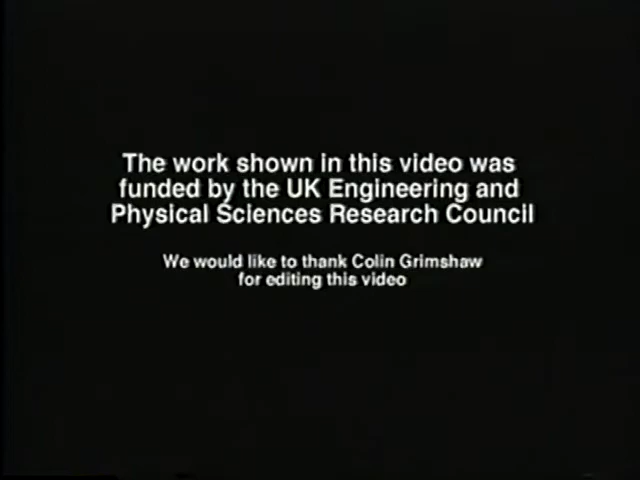 The work shown in this video was
funded by the UK Engineering and
Physical Sciences Research Council
We would like to thank Colin Grimshaw
for editing this video